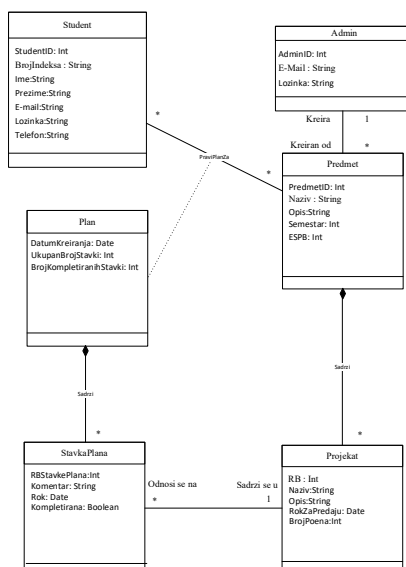 Student
StudentID: Int
BrojIndeksa : String
Ime:String
Prezime:String
E-mail:String
Lozinka:String
Telefon:String
Admin
AdminID: Int
E-Mail : String
Lozinka: String
Kreira
1
Kreiran od
*
*
PraviPlanZa
*
Predmet
PredmetID: Int
Naziv : String
Opis:String
Semestar: Int
ESPB: Int
Plan
DatumKreiranja: Date
UkupanBrojStavki: Int
BrojKompletiranihStavki: Int
Sadrzi
*
Sadrzi
*
StavkaPlana
RBStavkePlana:Int
Komentar: String
Rok: Date
Kompletirana: Boolean
Odnosi se na
*
Sadrzi se u
1
Projekat
RB : Int
Naziv:String
Opis:String
RokZaPredaju: Date
BrojPoena:Int